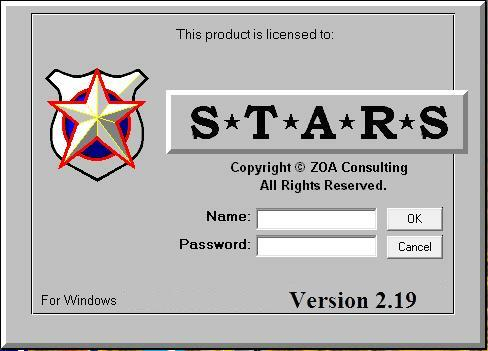 This product is licensed to:
S★T★A★R★S
Copyright © ZOA Consulting
All Rights Reserved.
Name:
OK
Password:
Cancel
For Windows
Version 2.19